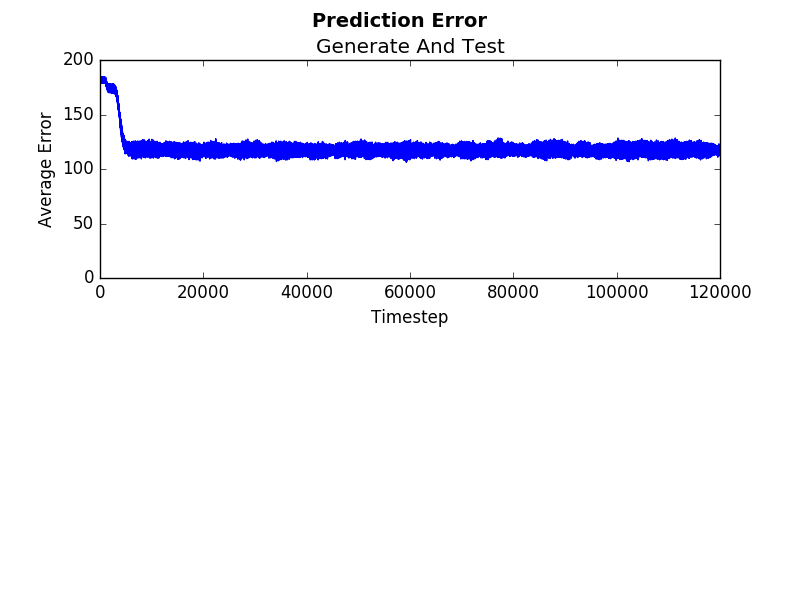 Prediction Error
Generate And Test
200
150
100
50
0
Average Error
0 20000 40000 60000 80000 100000 120000
Timestep